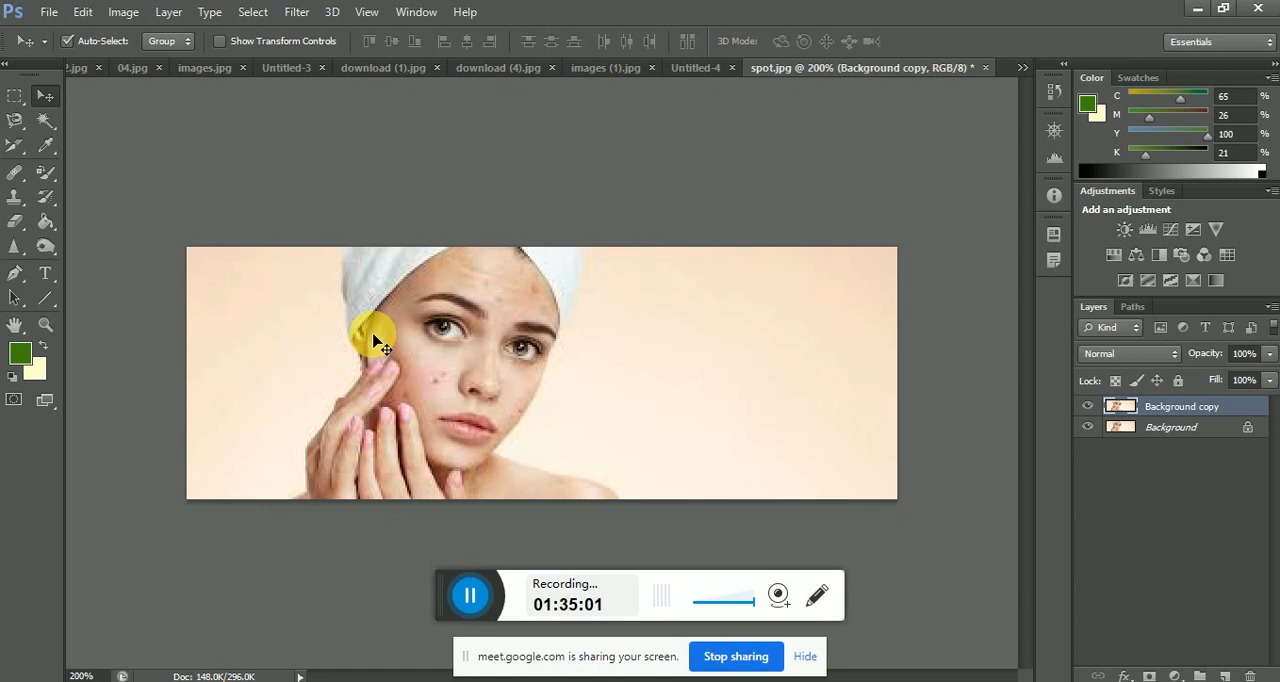 Ps File Edit Image Layer Type Select Filter 3D View Window Help
Auto-Select: Group Show Transform Controls 3D Mode: Essentials
2.jpg × 04.jpg × images.jpg × Untitled-3 × download (1).jpg × download (4).jpg × images (1).jpg × Untitled-4 × spot.jpg @ 200% (Background copy, RGB/8) * ×
Color Swatches
C 65 %
M 26 %
Y 100 %
K 21 %
Adjustments Styles
Add an adjustment
Layers Paths
Kind
Normal Opacity: 100%
Lock: Fill: 100%
Background copy
Background
Recording...
01:35:01
meet.google.com is sharing your screen. Stop sharing Hide
200% Doc: 148.0K/296.0K